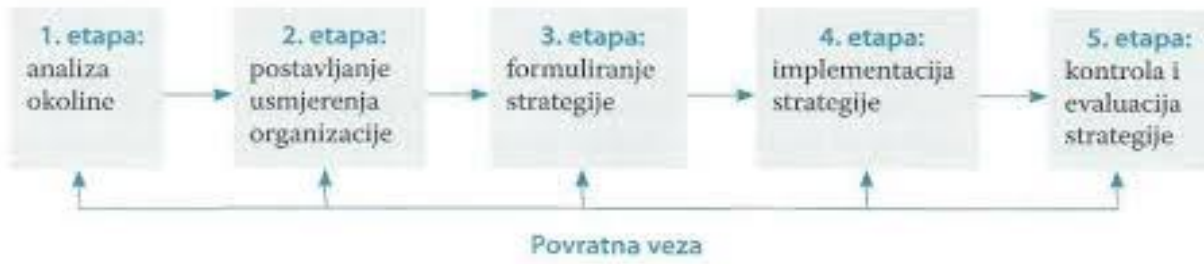 1. etapa:
analiza
okoline
2. etapa:
postavljanje
usmjerenja
organizacije
3. etapa:
formuliranje
strategije
4. etapa:
implementacija
strategije
5. etapa:
kontrola i
evaluacija
strategije
Povratna veza